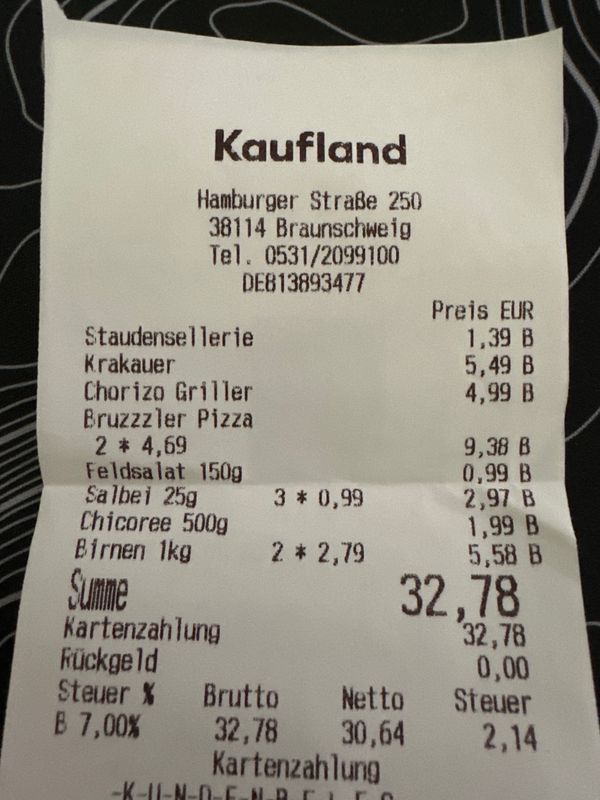 Kaufland
Hamburger Straße 250
38114 Braunschweig
Tel. 0531/2099100
DE813893477
Preis EUR
Staudensellerie 1,39 B
Krakauer 5,49 B
Chorizo Griller 4,99 B
Bruzzzler Pizza
2 * 4,69 9,38 B
Feldsalat 150g 0,99 B
Salbei 25g 3 * 0,99 2,97 B
Chicoree 500g 1,99 B
Birnen 1kg 2 * 2,79 5,58 B
Summe 32,78
Kartenzahlung 32,78
Rückgeld 0,00
Steuer % Brutto Netto Steuer
B 7,00% 32,78 30,64 2,14
Kartenzahlung
-K-U-N-D-E-N-B-E-L-E-G